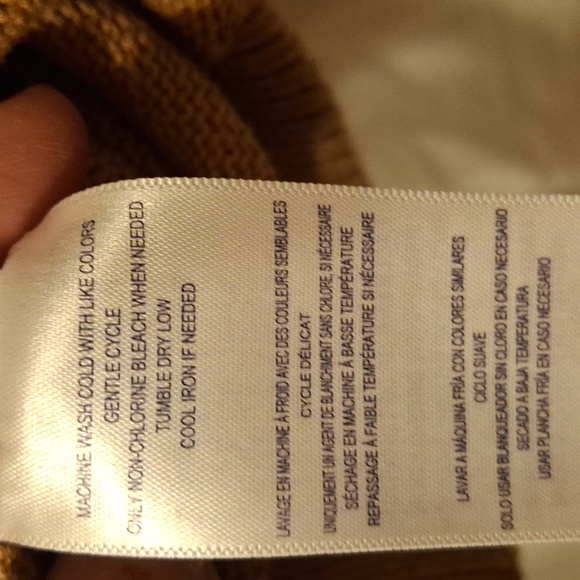 MACHINE WASH COLD WITH LIKE COLORS
GENTLE CYCLE
ONLY NON-CHLORINE BLEACH WHEN NEEDED
TUMBLE DRY LOW
COOL IRON IF NEEDED
LAVAGE EN MACHINE À FROID AVEC DES COULEURS SEMBLABLES
CYCLE DÉLICAT
UNIQUEMENT UN AGENT DE BLANCHIMENT SANS CHLORE, SI NÉCESSAIRE
SÉCHAGE EN MACHINE À BASSE TEMPÉRATURE
REPASSAGE À FAIBLE TEMPÉRATURE SI NÉCESSAIRE
LAVAR A MÁQUINA FRÍA CON COLORES SIMILARES
CICLO SUAVE
SOLO USAR BLANQUEADOR SIN CLORO EN CASO NECESARIO
SECADO A BAJA TEMPERATURA
USAR PLANCHA FRÍA EN CASO NECESARIO